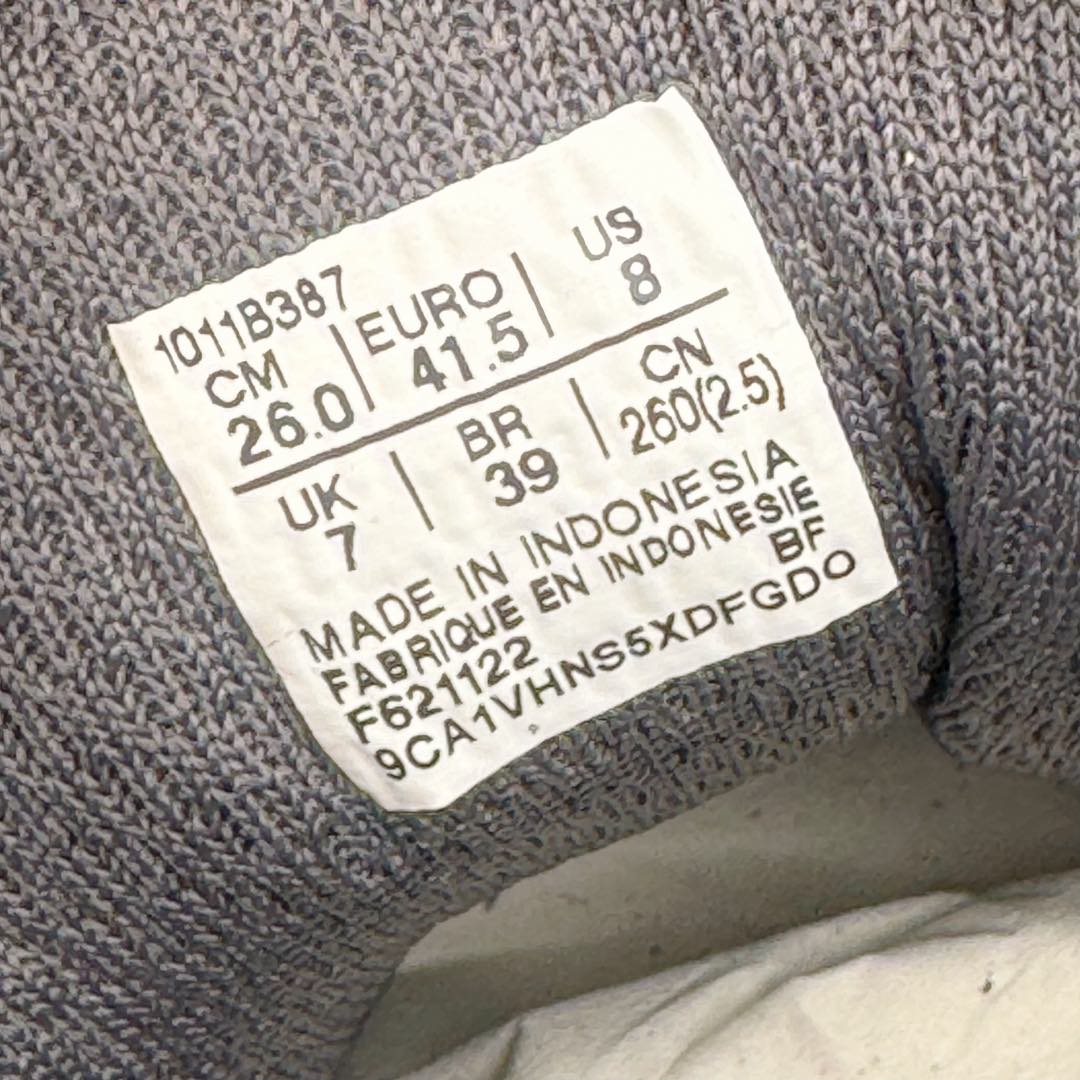 1011B387
CM | EURO | US
26.0 | 41.5 | 8
UK | BR | CN
7 | 39 | 260(2.5)
MADE IN INDONESIA
FABRIQUE EN INDONESIE
F621122 BF
9CA1VHNS5XDFGDO